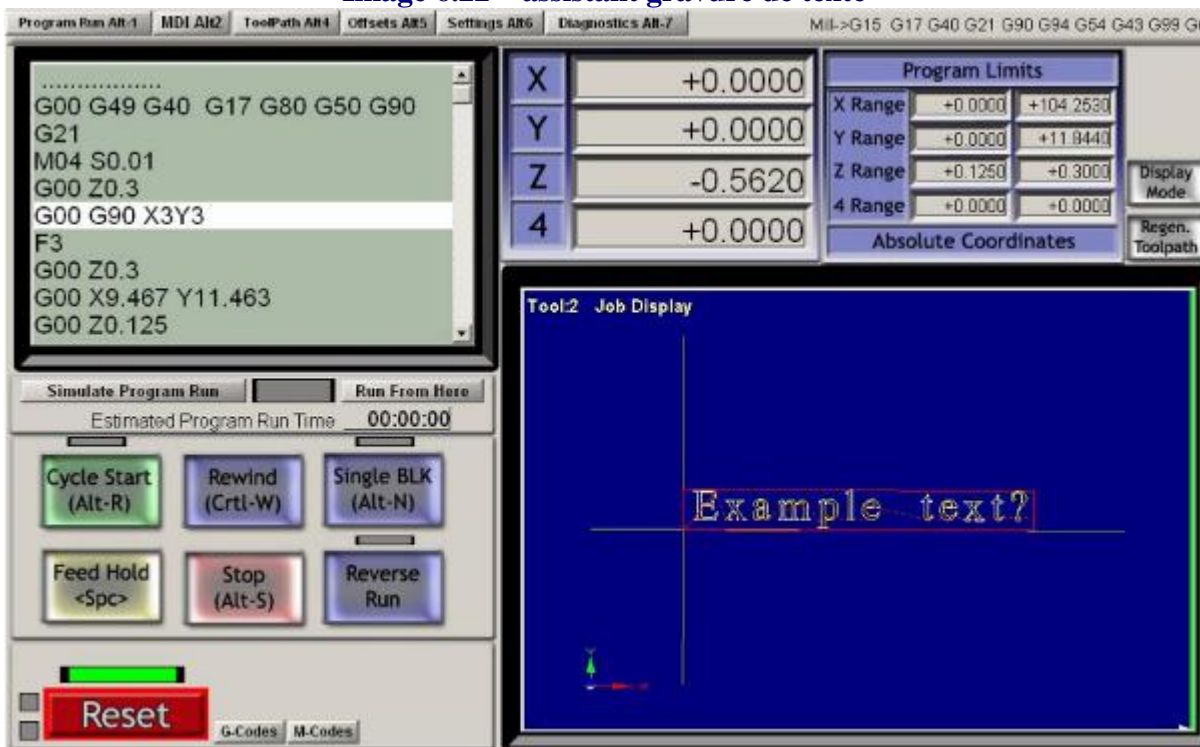 Program Run Alt-1 MDI Alt2 ToolPath Alt4 Offsets Alt5 Settings Alt6 Diagnostics Alt-7 Mill->G15 G17 G40 G21 G90 G94 G54 G43 G99
................
G00 G49 G40 G17 G80 G50 G90
G21
M04 S0.01
G00 Z0.3
G00 G90 X3Y3
F3
G00 Z0.3
G00 X9.467 Y11.463
G00 Z0.125
X +0.0000
Y +0.0000
Z -0.5620
4 +0.0000
Program Limits
X Range +0.0000 +104.2530
Y Range +0.0000 +11.8440
Z Range +0.1250 +0.3000
4 Range +0.0000 +0.0000
Absolute Coordinates
Display
Mode
Regen.
Toolpath
Simulate Program Run Run From Here
Estimated Program Run Time 00:00:00
Cycle Start
(Alt-R)
Rewind
(Crtl-W)
Single BLK
(Alt-N)
Feed Hold
<Spc>
Stop
(Alt-S)
Reverse
Run
Reset
G-Codes M-Codes
Tool:2 Job Display
Example text?